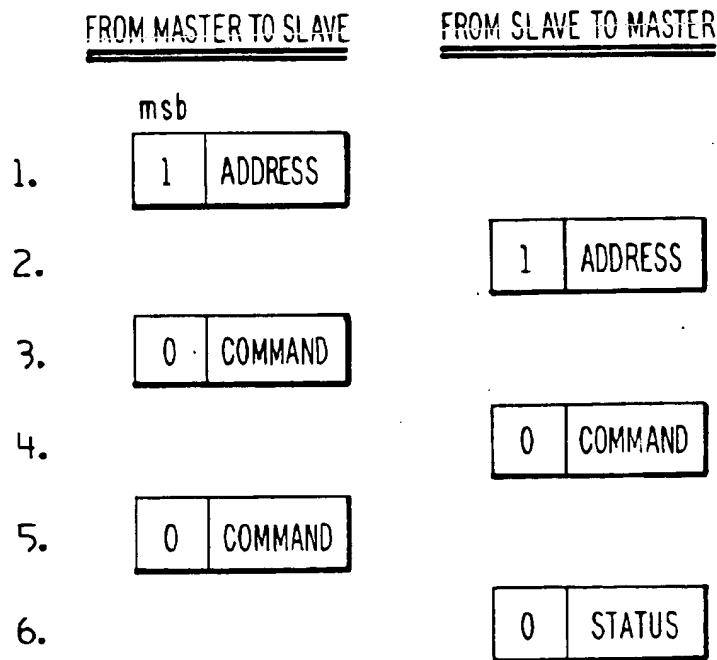 FROM MASTER TO SLAVE FROM SLAVE TO MASTER
msb
1. 1 ADDRESS
2. 1 ADDRESS
3. 0 COMMAND
4. 0 COMMAND
5. 0 COMMAND
6. 0 STATUS